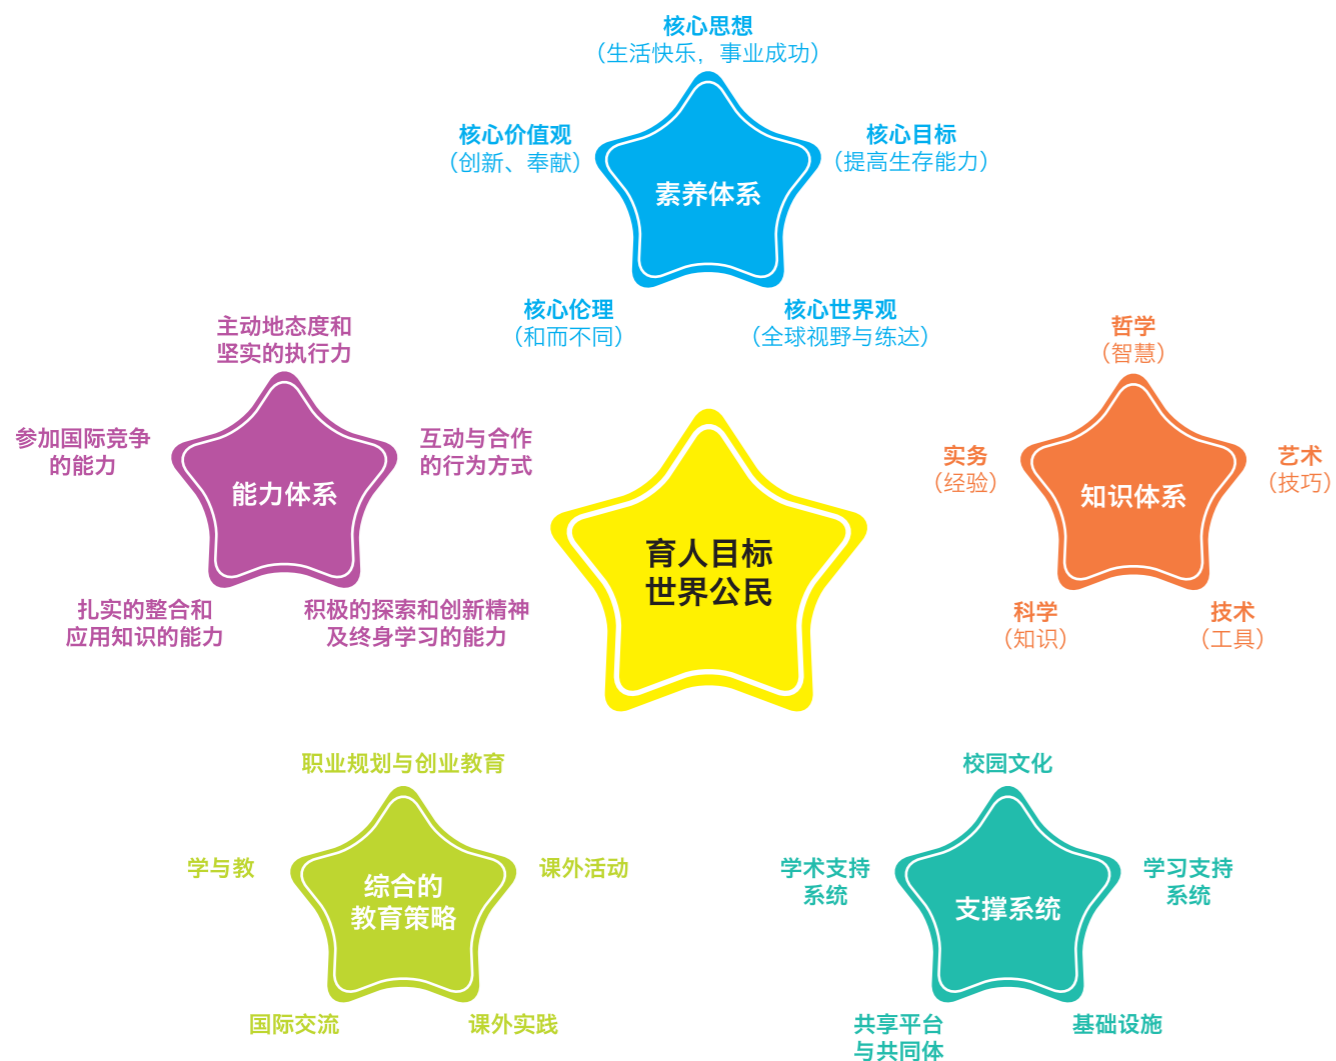 核心思想
（生活快乐，事业成功）
核心价值观
（创新、奉献）
核心目标
（提高生存能力）
素养体系
核心伦理
（和而不同）
核心世界观
（全球视野与练达）
主动地态度和
坚实的执行力
参加国际竞争
的能力
互动与合作
的行为方式
能力体系
扎实的整合和
应用知识的能力
积极的探索和创新精神
及终身学习的能力
哲学
（智慧）
实务
（经验）
艺术
（技巧）
知识体系
科学
（知识）
技术
（工具）
育人目标
世界公民
职业规划与创业教育
学与教
课外活动
综合的
教育策略
国际交流
课外实践
校园文化
学术支持
系统
学习支持
系统
支撑系统
共享平台
与共同体
基础设施